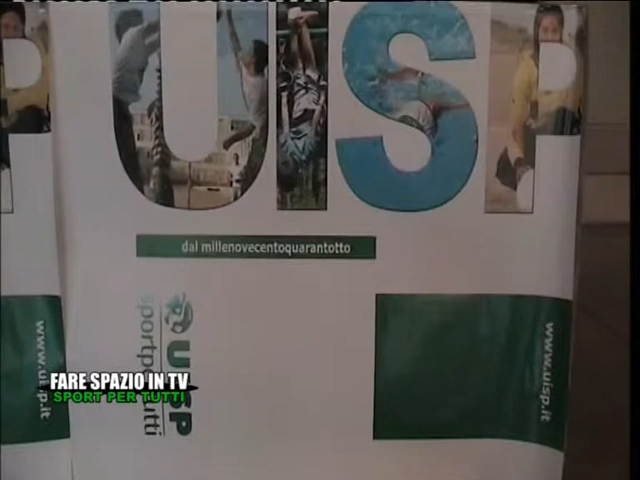 UISP
dal millenovecentoquarantotto
UISP
sportpertutti
www.uisp.it
www.uisp.it
FARE SPAZIO IN TV
SPORT PER TUTTI